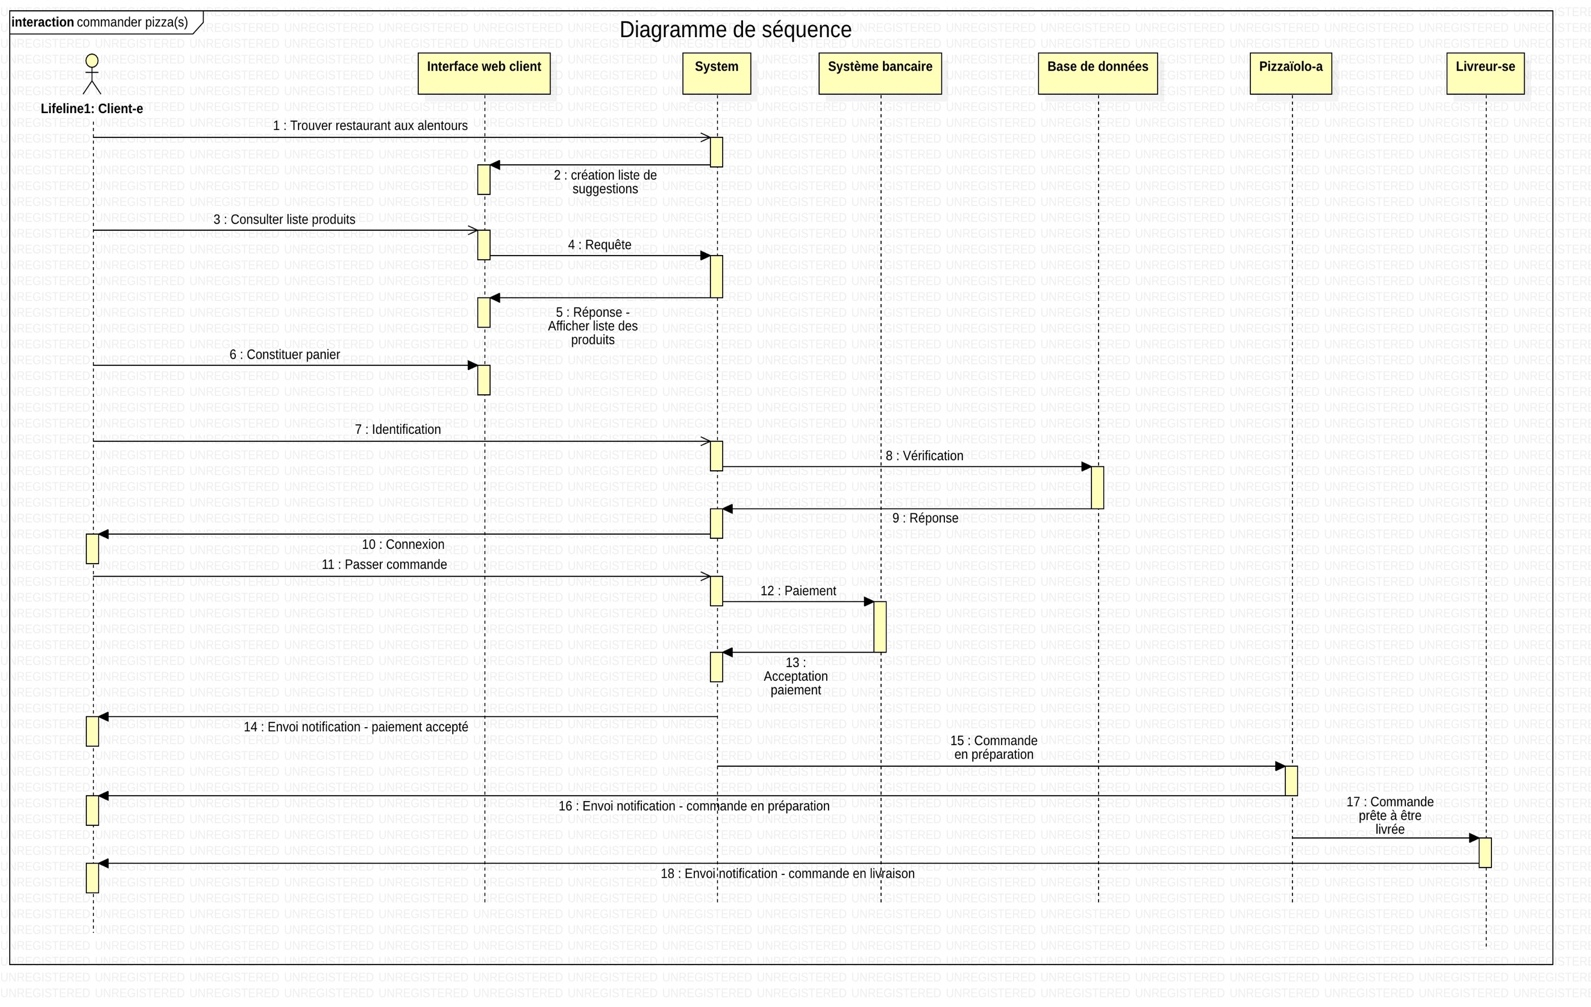 interaction commander pizza(s)
Diagramme de séquence
Lifeline1: Client-e
Interface web client
System
Système bancaire
Base de données
Pizzaïolo-a
Livreur-se
1 : Trouver restaurant aux alentours
2 : création liste de
suggestions
3 : Consulter liste produits
4 : Requête
5 : Réponse -
Afficher liste des
produits
6 : Constituer panier
7 : Identification
8 : Vérification
9 : Réponse
10 : Connexion
11 : Passer commande
12 : Paiement
13 :
Acceptation
paiement
14 : Envoi notification - paiement accepté
15 : Commande
en préparation
16 : Envoi notification - commande en préparation
17 : Commande
prête à être
livrée
18 : Envoi notification - commande en livraison
UNREGISTERED